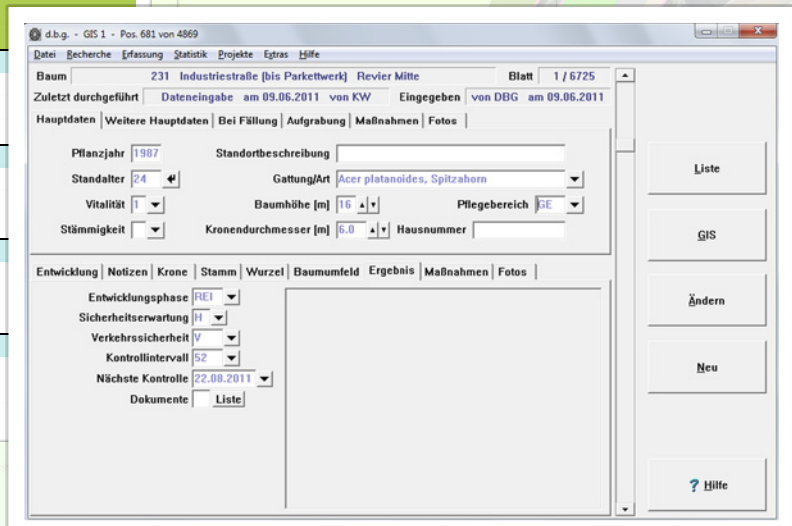 d.b.g. - GIS 1 - Pos. 681 von 4869
Datei Recherche Erfassung Statistik Projekte Extras Hilfe
Baum 231 Industriestraße (bis Parkettwerk) Revier Mitte Blatt 1 / 6725
Zuletzt durchgeführt Dateneingabe am 09.06.2011 von KW Eingegeben von DBG am 09.06.2011
Hauptdaten Weitere Hauptdaten Bei Fällung Aufgrabung Maßnahmen Fotos
Pflanzjahr 1987 Standortbeschreibung
Standalter 24 Gattung/Art Acer platanoides, Spitzahorn
Vitalität 1 Baumhöhe [m] 16 Pflegebereich GE
Stämmigkeit Kronendurchmesser [m] 6.0 Hausnummer
Entwicklung Notizen Krone Stamm Wurzel Baumumfeld Ergebnis Maßnahmen Fotos
Entwicklungsphase REI
Sicherheitserwartung H
Verkehrssicherheit V
Kontrollintervall 52
Nächste Kontrolle 22.08.2011
Dokumente Liste
Liste
GIS
Ändern
Neu
? Hilfe